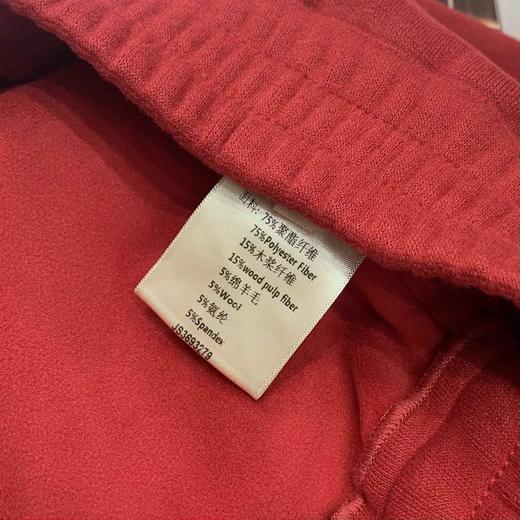 面料: 75%聚酯纤维
75%Polyester Fiber
15%木浆纤维
15%wood pulp fiber
5%绵羊毛
5%Wool
5%氨纶
5%Spandex
JS3693279